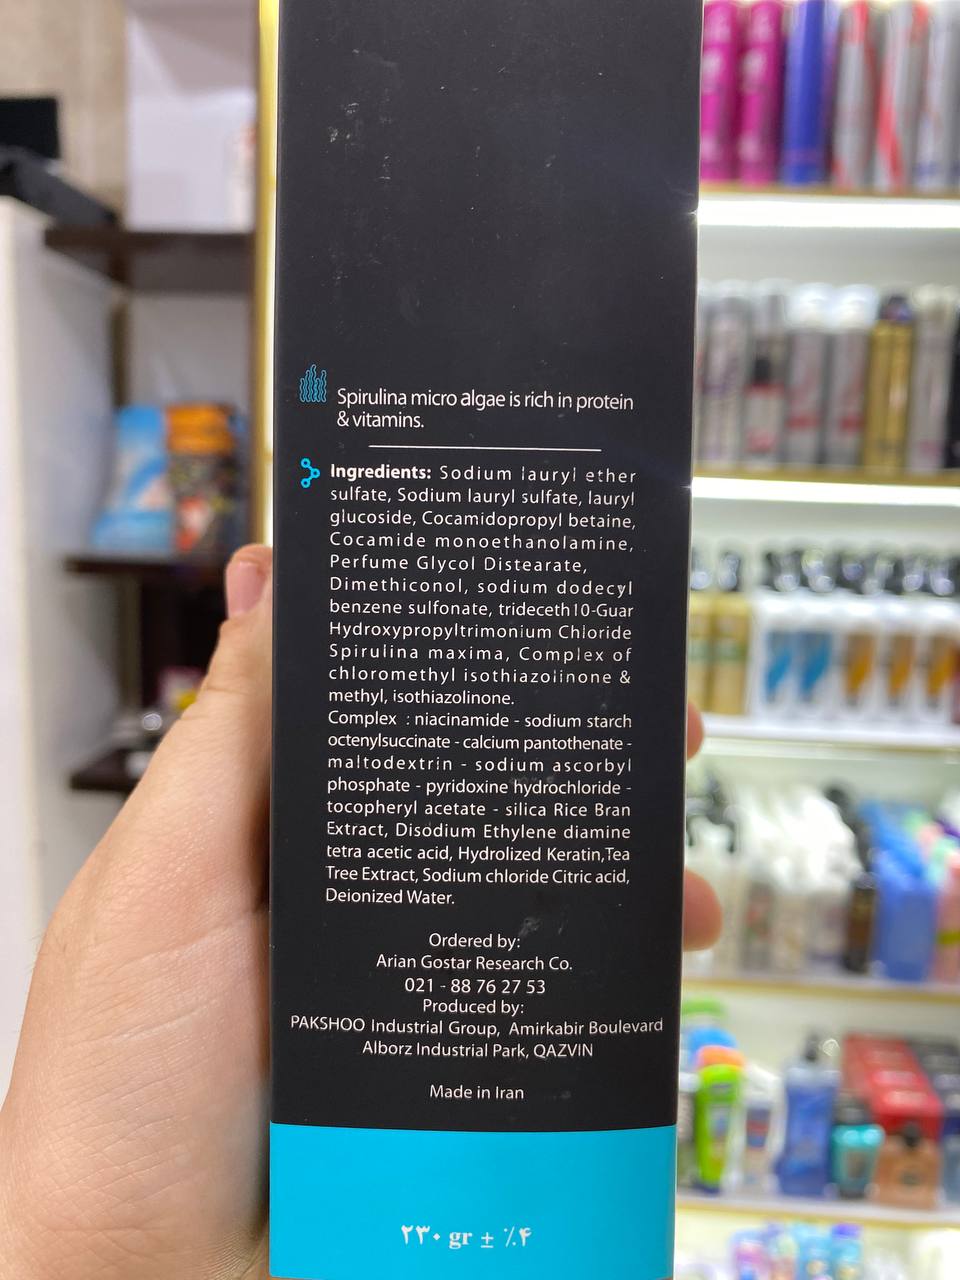 Spirulina micro algae is rich in protein
& vitamins.
Ingredients: Sodium lauryl ether
sulfate, Sodium lauryl sulfate, lauryl
glucoside, Cocamidopropyl betaine,
Cocamide monoethanolamine,
Perfume Glycol Distearate,
Dimethiconol, sodium dodecyl
benzene sulfonate, trideceth10-Guar
Hydroxypropyltrimonium Chloride
Spirulina maxima, Complex of
chloromethyl isothiazolinone &
methyl, isothiazolinone.
Complex : niacinamide - sodium starch
octenylsuccinate - calcium pantothenate -
maltodextrin - sodium ascorbyl
phosphate - pyridoxine hydrochloride -
tocopheryl acetate - silica Rice Bran
Extract, Disodium Ethylene diamine
tetra acetic acid, Hydrolized Keratin,Tea
Tree Extract, Sodium chloride Citric acid,
Deionized Water.
Ordered by:
Arian Gostar Research Co.
021 - 88 76 27 53
Produced by:
PAKSHOO Industrial Group, Amirkabir Boulevard
Alborz Industrial Park, QAZVIN
Made in Iran
۲۳۰ gr ± ٪۴